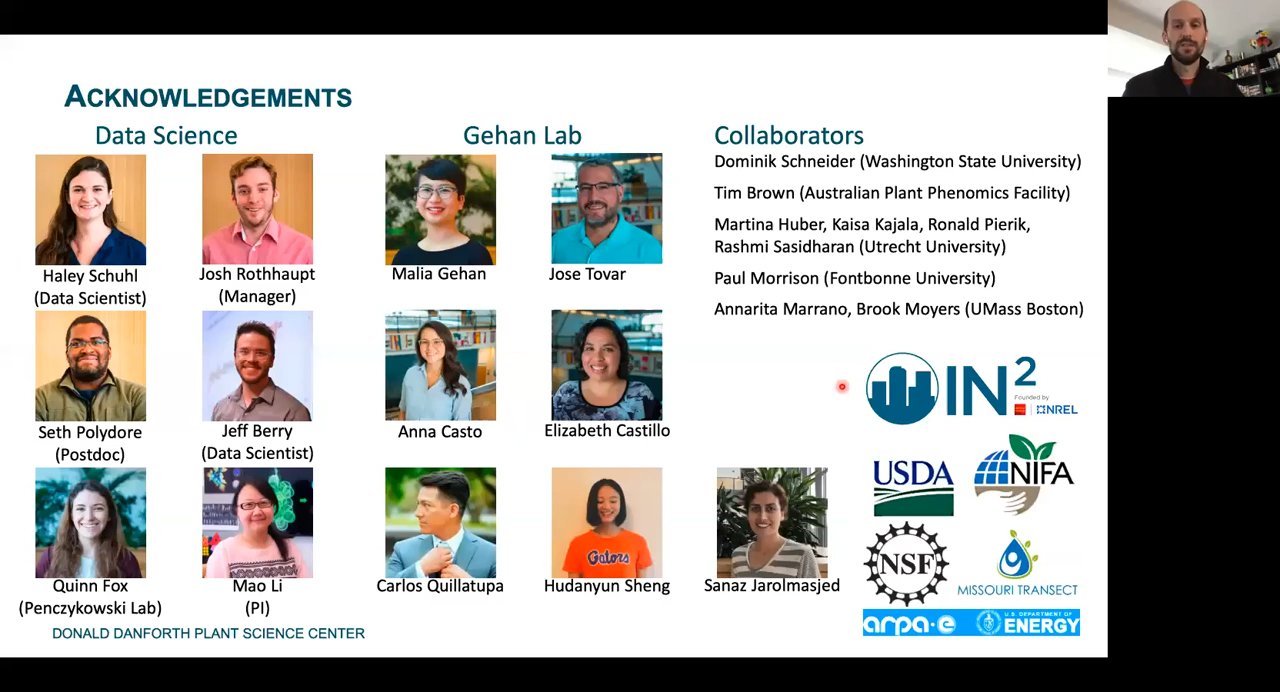 ACKNOWLEDGEMENTS
Data Science
Haley Schuhl
(Data Scientist)
Josh Rothhaupt
(Manager)
Seth Polydore
(Postdoc)
Jeff Berry
(Data Scientist)
Quinn Fox
(Penczykowski Lab)
Mao Li
(PI)
Gehan Lab
Malia Gehan
Jose Tovar
Anna Casto
Elizabeth Castillo
Carlos Quillatupa
Gators
Hudanyun Sheng
Sanaz Jarolmasjed
Collaborators
Dominik Schneider (Washington State University)
Tim Brown (Australian Plant Phenomics Facility)
Martina Huber, Kaisa Kajala, Ronald Pierik,
Rashmi Sasidharan (Utrecht University)
Paul Morrison (Fontbonne University)
Annarita Marrano, Brook Moyers (UMass Boston)
IN2
Founded by
NREL
USDA
NIFA
NSF
MISSOURI TRANSECT
arpa·e
U.S. DEPARTMENT OF
ENERGY
DONALD DANFORTH PLANT SCIENCE CENTER